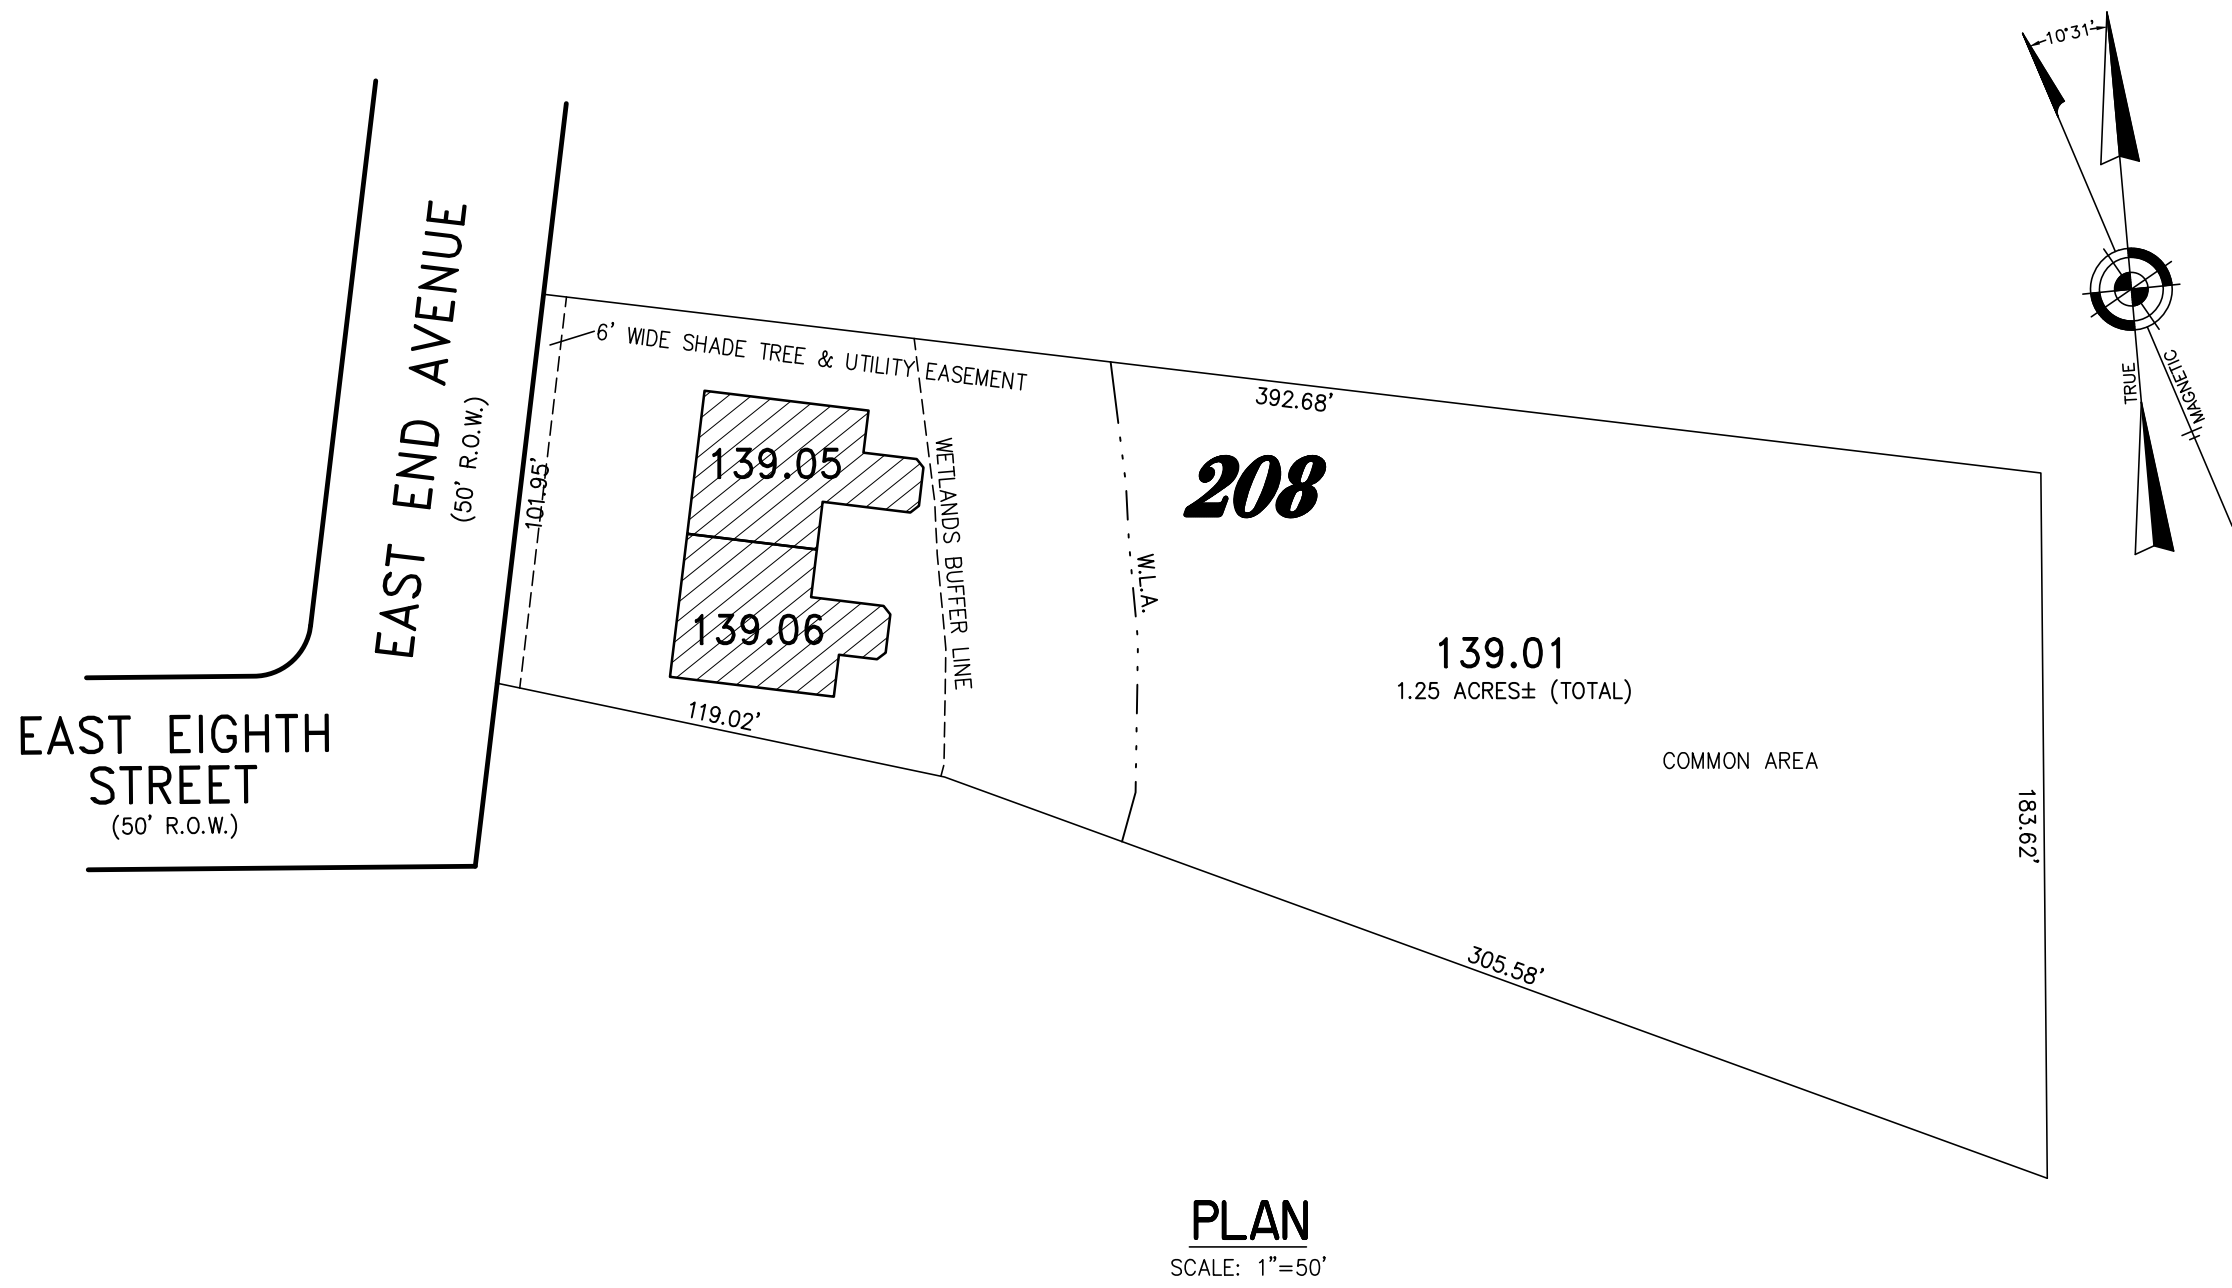 10°31'
EAST END AVENUE
(50' R.O.W.)
6' WIDE SHADE TREE & UTILITY EASEMENT
TRUE
MAGNETIC
392.68'
101.95'
139.05
WETLANDS BUFFER LINE
208
W.L.A.
139.06
139.01
1.25 ACRES± (TOTAL)
119.02'
EAST EIGHTH
STREET
(50' R.O.W.)
COMMON AREA
183.62'
305.58'
PLAN
SCALE: 1"=50'